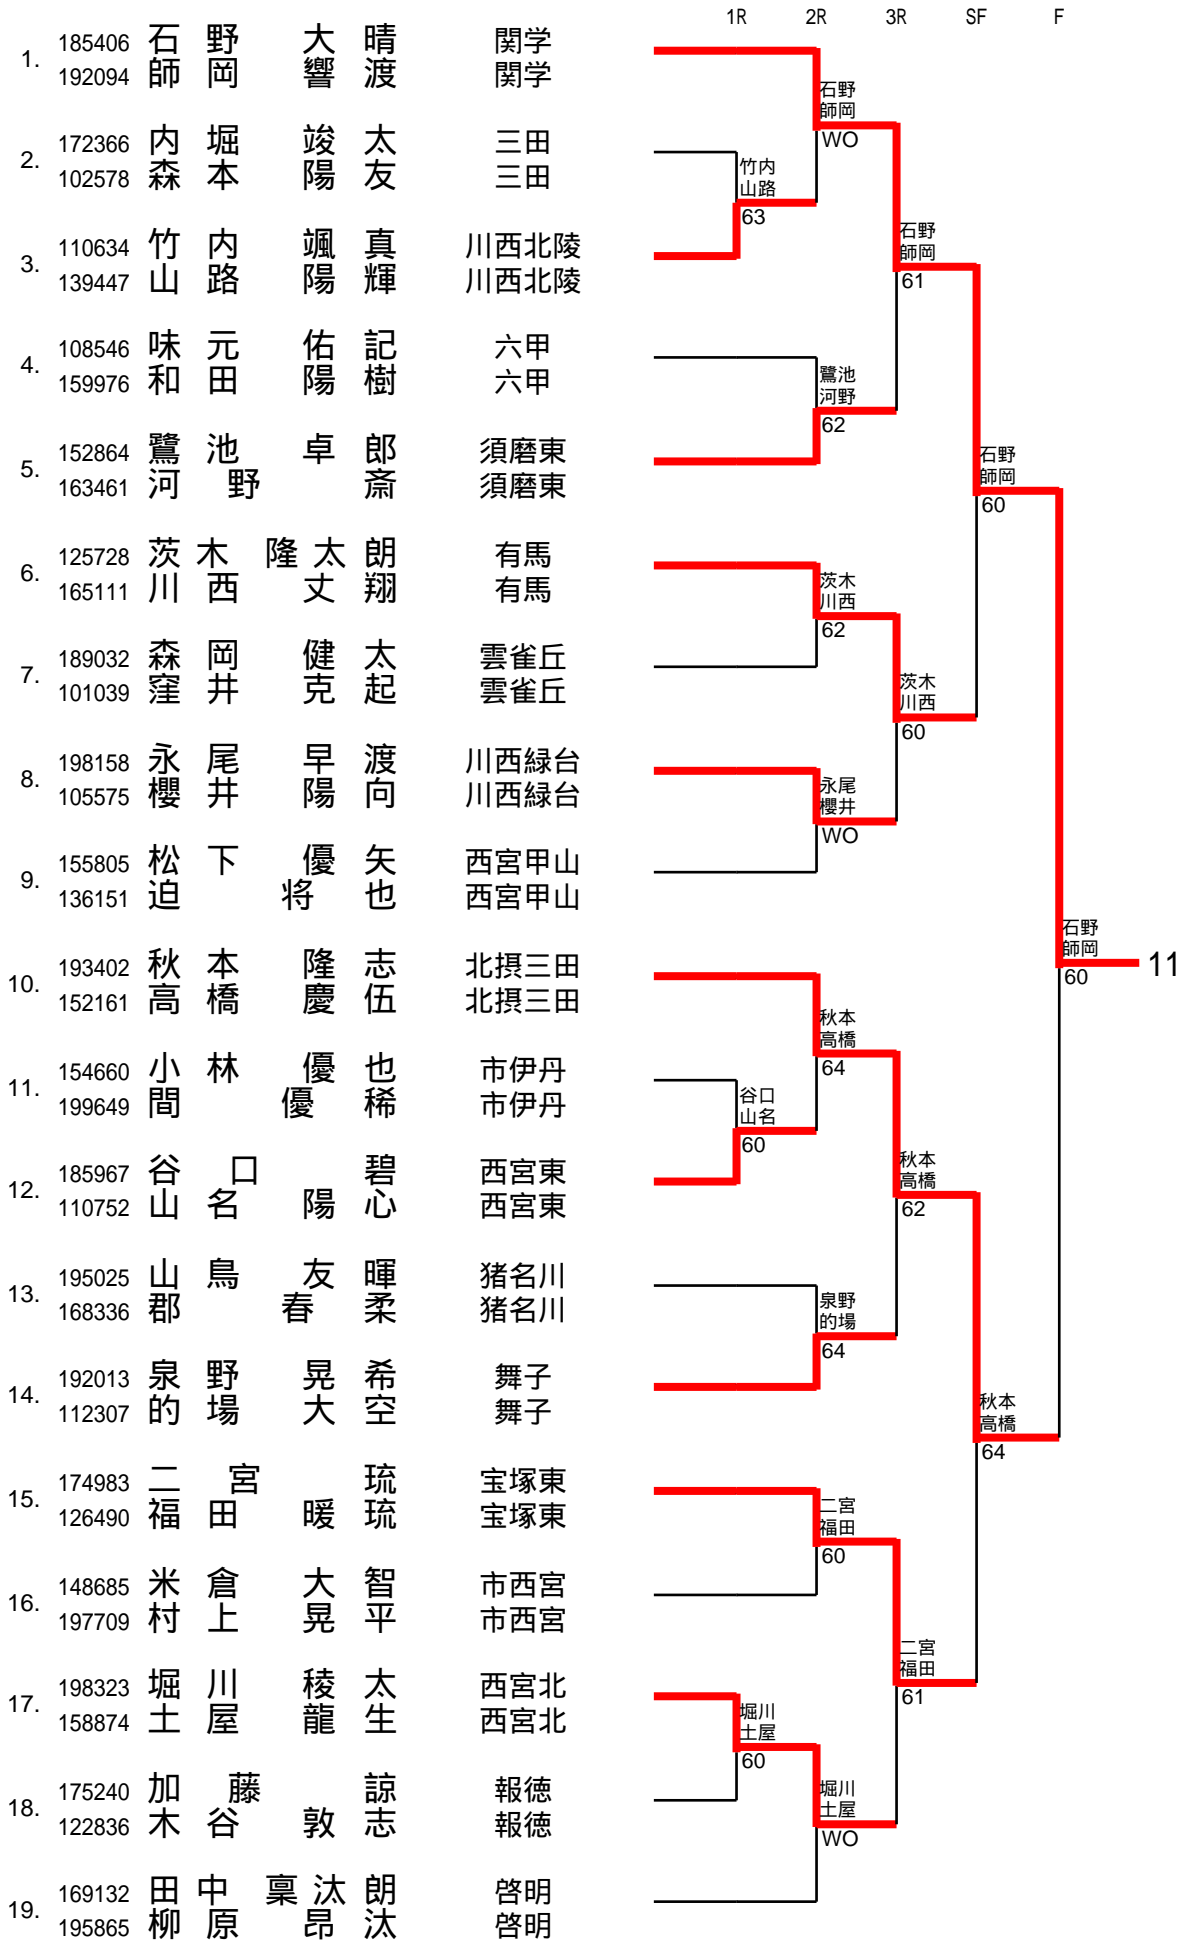 1R 2R 3R SF F
1. 185406 石野 大晴 関学
192094 師岡 響渡 関学
石野
師岡
WO
2. 172366 内堀 竣太 三田
102578 森本 陽友 三田
竹内
山路
63
3. 110634 竹内 颯真 川西北陵
139447 山路 陽輝 川西北陵
石野
師岡
61
4. 108546 味元 佑記 六甲
159976 和田 陽樹 六甲
鷺池
河野
62
5. 152864 鷺池 卓郎 須磨東
163461 河野 斎 須磨東
石野
師岡
60
6. 125728 茨木 隆太朗 有馬
165111 川西 丈翔 有馬
茨木
川西
62
7. 189032 森岡 健太 雲雀丘
101039 窪井 克起 雲雀丘
茨木
川西
60
8. 198158 永尾 早渡 川西緑台
105575 櫻井 陽向 川西緑台
永尾
櫻井
WO
9. 155805 松下 優矢 西宮甲山
136151 迫 将也 西宮甲山
石野
師岡
60
11
10. 193402 秋本 隆志 北摂三田
152161 高橋 慶伍 北摂三田
秋本
高橋
64
11. 154660 小林 優也 市伊丹
199649 間 優稀 市伊丹
谷口
山名
60
12. 185967 谷口 碧 西宮東
110752 山名 陽心 西宮東
秋本
高橋
62
13. 195025 山鳥 友暉 猪名川
168336 郡 春柔 猪名川
泉野
的場
64
14. 192013 泉野 晃希 舞子
112307 的場 大空 舞子
秋本
高橋
64
15. 174983 二宮 琉 宝塚東
126490 福田 暖琉 宝塚東
二宮
福田
60
16. 148685 米倉 大智 市西宮
197709 村上 晃平 市西宮
二宮
福田
61
17. 198323 堀川 稜太 西宮北
158874 土屋 龍生 西宮北
堀川
土屋
60
18. 175240 加藤 諒 報徳
122836 木谷 敦志 報徳
堀川
土屋
WO
19. 169132 田中 稟汰朗 啓明
195865 柳原 昂汰 啓明